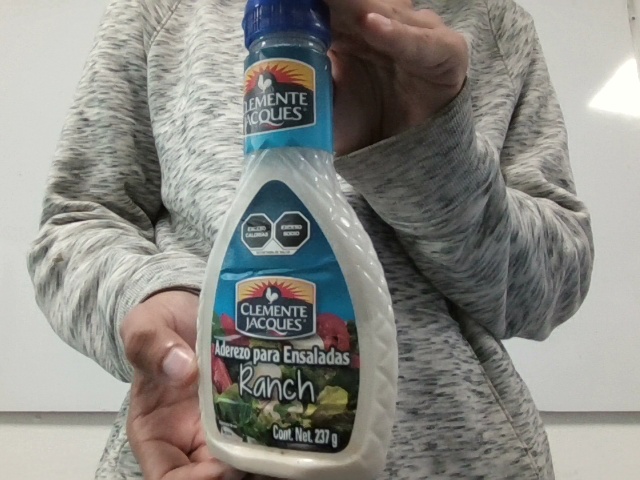 CLEMENTE
JACQUES
EXCESO EXCESO
CALORÍAS SODIO
CLEMENTE
JACQUES
Aderezo para Ensaladas
Ranch
Cont. Net. 237 g